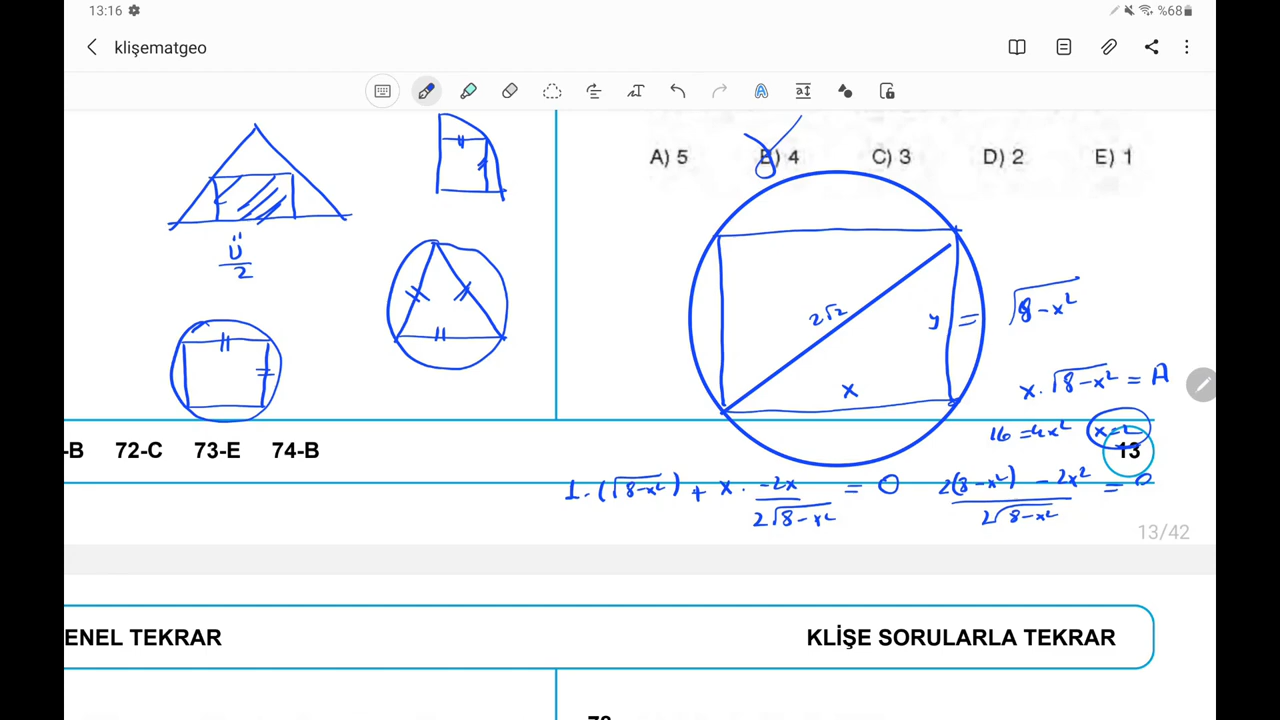 13:16
%68
klişematgeo
A) 5 B) 4 C) 3 D) 2 E) 1
Ü/2
2√2
y = √8-x²
x
x · √8-x² = A
16 = 4x² x=2
-B 72-C 73-E 74-B
13
1 · (√8-x²) + x · -2x/2√8-x² = 0
2(8-x²) - 2x²/2√8-x² = 0
13/42
ENEL TEKRAR
KLİŞE SORULARLA TEKRAR